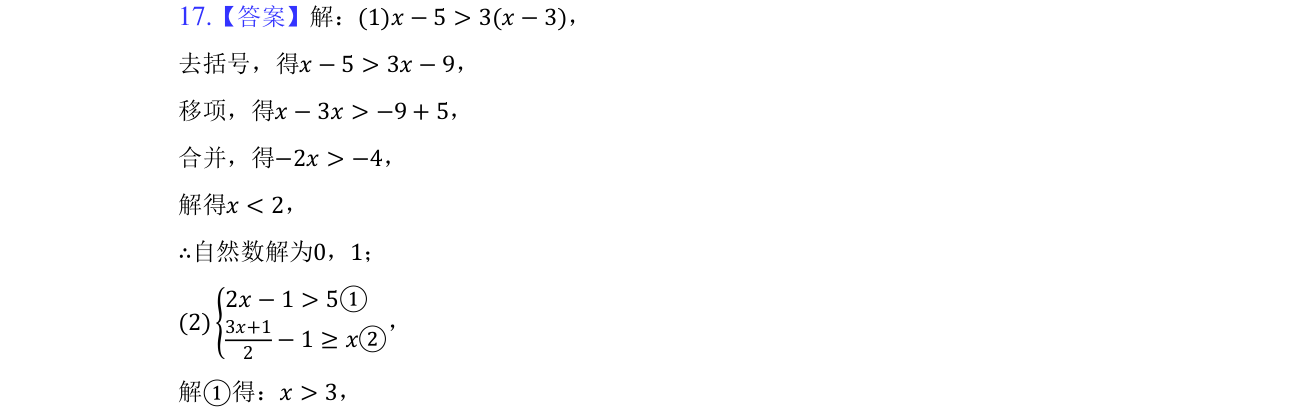 17.【答案】解：(1)x − 5 > 3(x − 3)，
去括号，得x − 5 > 3x − 9，
移项，得x − 3x > −9 + 5，
合并，得−2x > −4，
解得x < 2，
∴自然数解为0，1；
(2){2x − 1 > 5①
(3x+1)/2 − 1 ≥ x②，
解①得：x > 3，